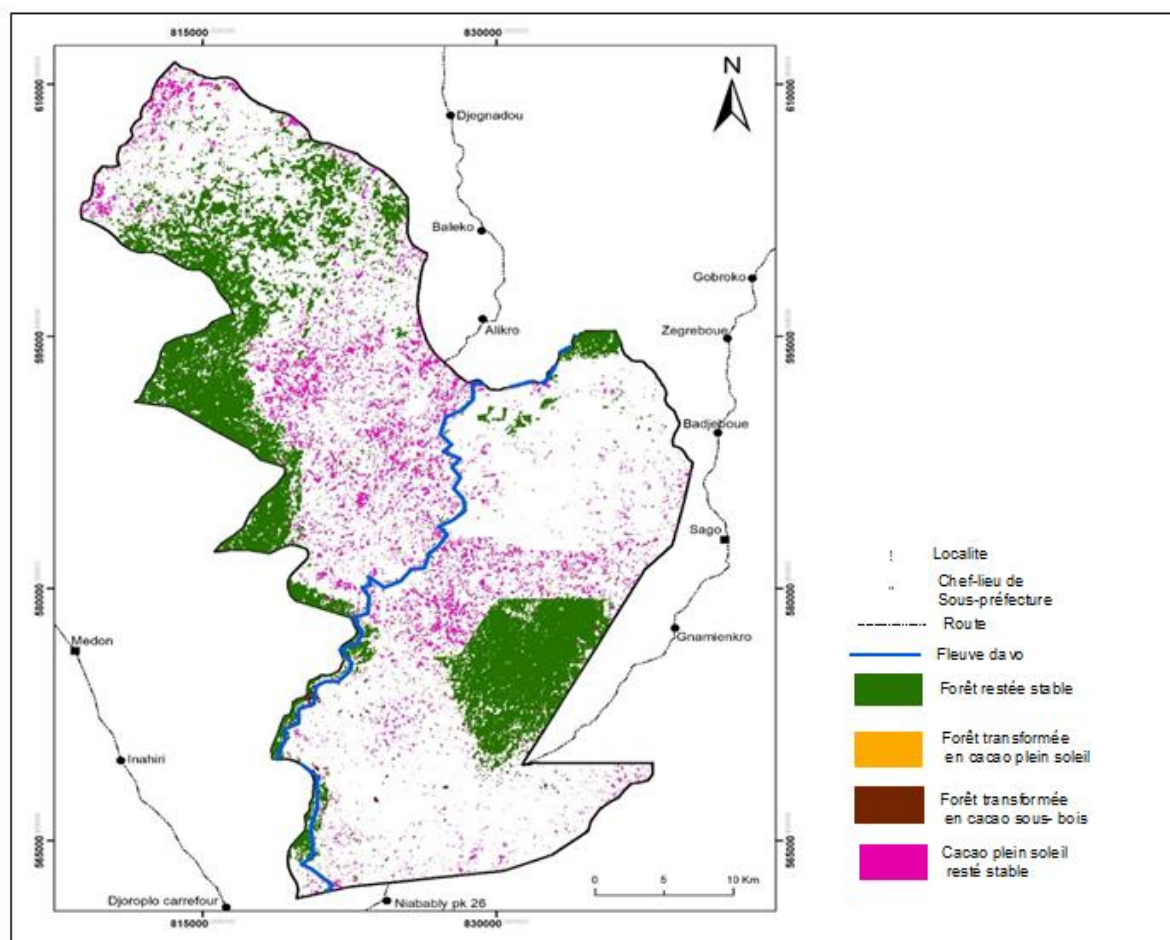 815000
830000
N
610000
610000
Djegnadou
Baleko
Gobroko
Alikro
Zegreboue
595000
595000
Badjeboue
Sago
580000
580000
Gnamienkro
Medon
Inahiri
565000
565000
0 5 10 Km
Djoroplo carrefour
Niabably pk 26
815000
830000
Localite
Chef-lieu de
Sous-préfecture
Route
Fleuve davo
Forêt restée stable
Forêt transformée
en cacao plein soleil
Forêt transformée
en cacao sous- bois
Cacao plein soleil
resté stable